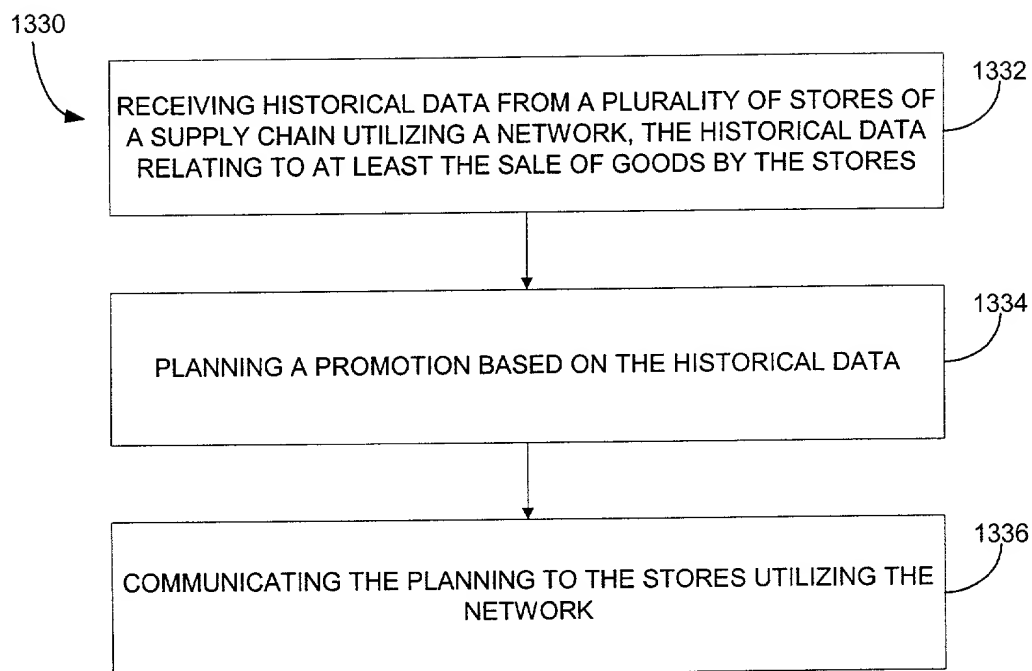 1330
1332
RECEIVING HISTORICAL DATA FROM A PLURALITY OF STORES OF
A SUPPLY CHAIN UTILIZING A NETWORK, THE HISTORICAL DATA
RELATING TO AT LEAST THE SALE OF GOODS BY THE STORES
1334
PLANNING A PROMOTION BASED ON THE HISTORICAL DATA
1336
COMMUNICATING THE PLANNING TO THE STORES UTILIZING THE
NETWORK